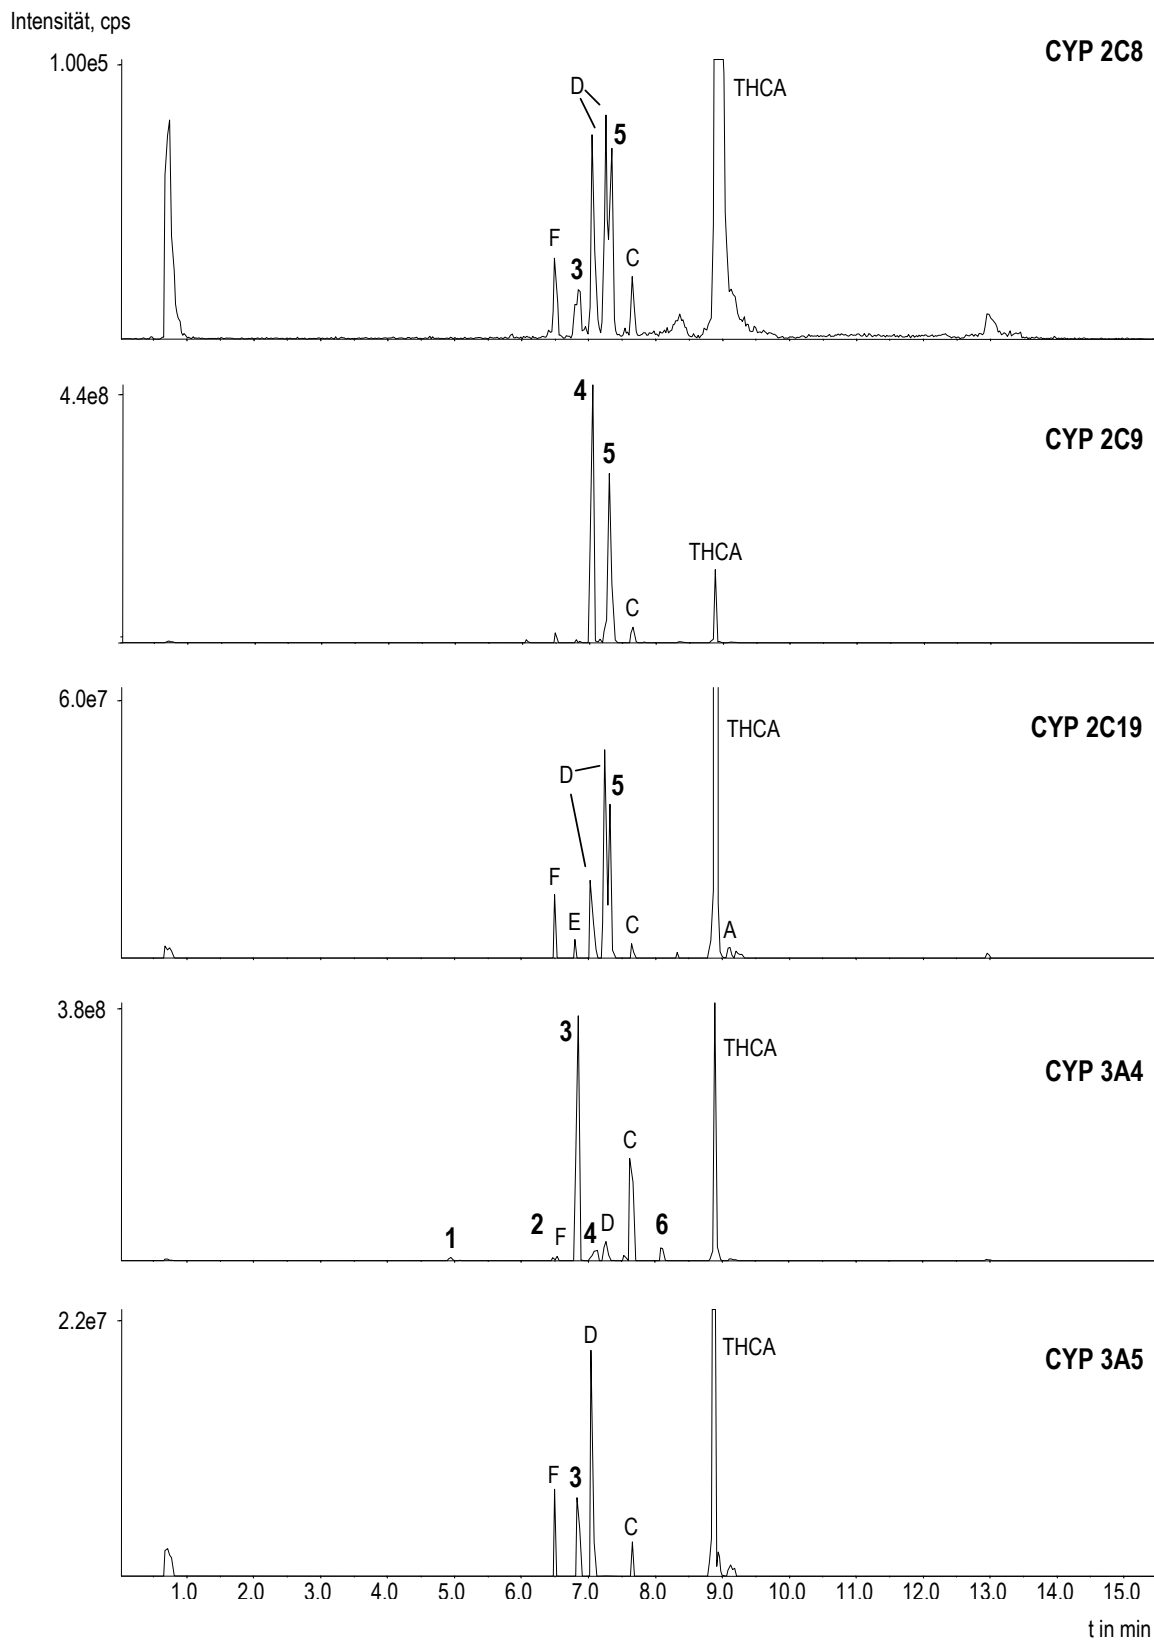 Intensität, cps
CYP 2C8
1.00e5
D
THCA
5
F
3
C
4.4e8
4
CYP 2C9
5
THCA
C
6.0e7
THCA
CYP 2C19
D
5
F
E
C
A
3.8e8
3
THCA
CYP 3A4
C
1
2
F
4
D
6
2.2e7
D
THCA
CYP 3A5
F
3
C
1.0 2.0 3.0 4.0 5.0 6.0 7.0 8.0 9.0 10.0 11.0 12.0 13.0 14.0 15.0
t in min